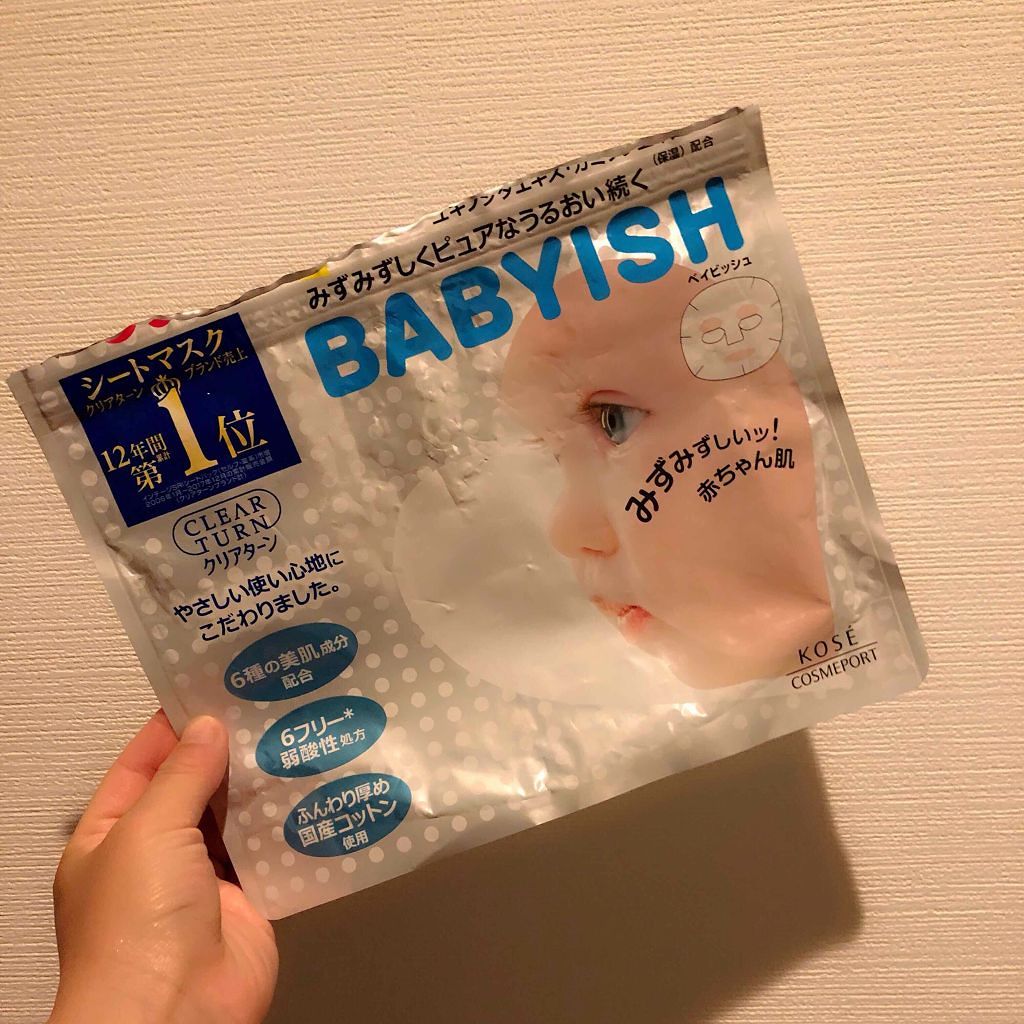 (保湿)配合
みずみずしくピュアなうるおい続く
BABYISH
ベイビッシュ
シートマスク
クリアターン ブランド売上
12年間
累計
第1位
CLEAR
TURN
クリアターン
やさしい使い心地に
こだわりました。
6種の美肌成分
配合
6フリー*
弱酸性処方
ふんわり厚め
国産コットン
使用
みずみずしいッ!
赤ちゃん肌
KOSÉ
COSMEPORT